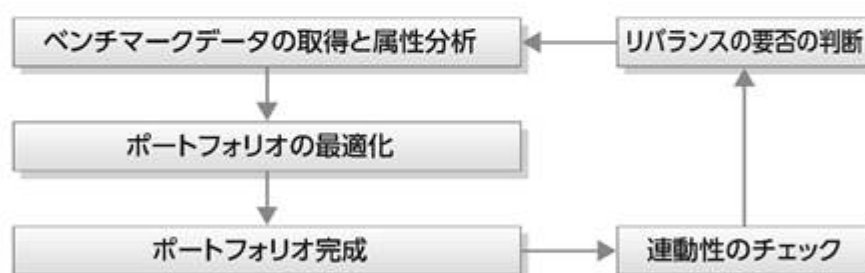 ベンチマークデータの取得と属性分析
リバランスの要否の判断
ポートフォリオの最適化
ポートフォリオ完成
連動性のチェック